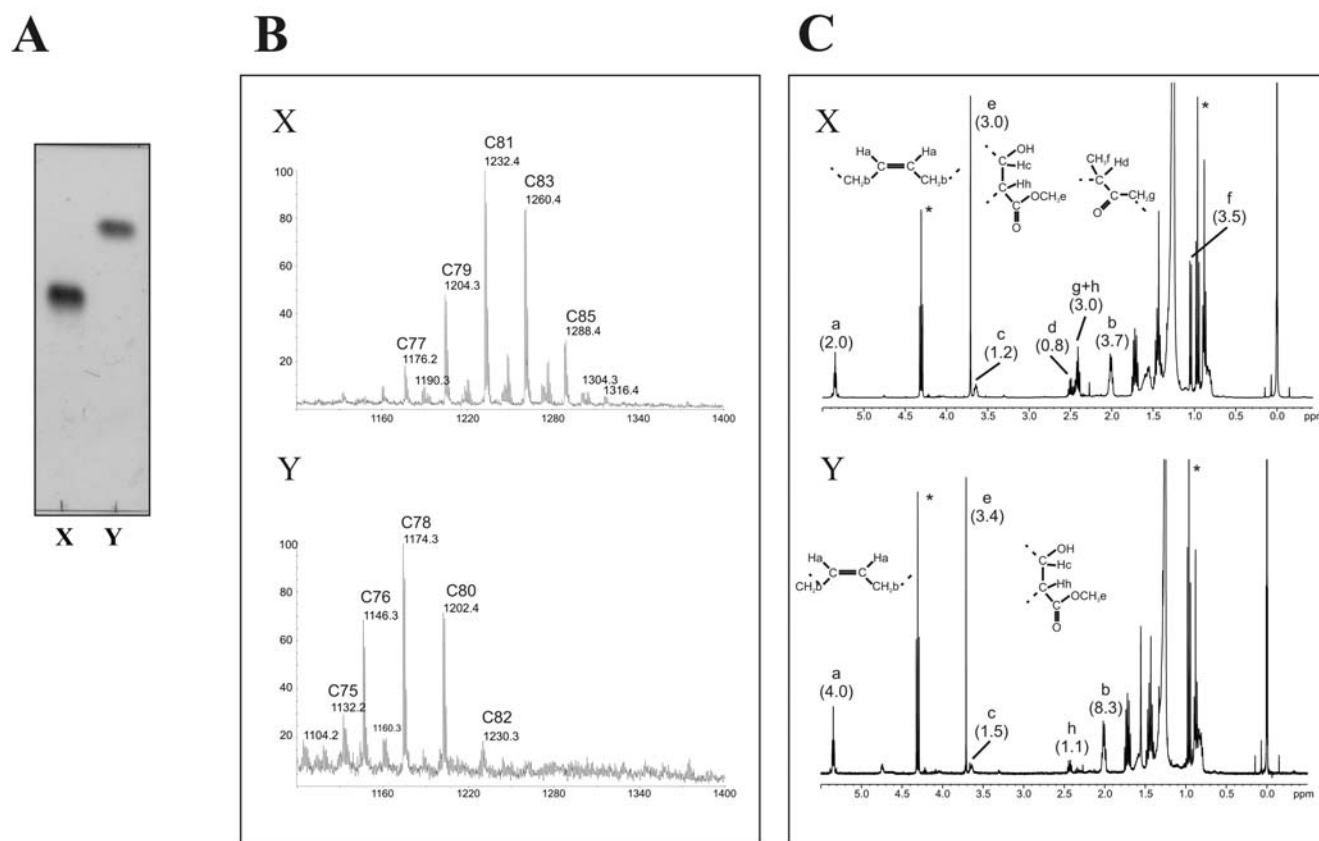 A
X Y
B
X
C77
1176.2
1190.3
C79
1204.3
C81
1232.4
C83
1260.4
C85
1288.4
1304.3
1316.4
100
80
60
40
20
1160 1220 1280 1340 1400
Y
1104.2
C75
1132.2
C76
1146.3
1160.3
C78
1174.3
C80
1202.4
C82
1230.3
100
80
60
40
20
1160 1220 1280 1340 1400
C
X
Ha Ha
C C
CH₂b CH₂b
e
(3.0)
OH
Hc
Hh
C OCH₃e
O
CH₃f Hd
C
C CH₂g
O
*
*
f
(3.5)
a
(2.0)
c
(1.2)
d
(0.8)
g+h
(3.0)
b
(3.7)
5.0 4.5 4.0 3.5 3.0 2.5 2.0 1.5 1.0 0.5 0.0
ppm
Y
Ha Ha
C C
CH₂b CH₂b
*
e
(3.4)
C OH
Hc
C Hh
C OCH₃e
O
*
a
(4.0)
c
(1.5)
h
(1.1)
b
(8.3)
5.0 4.5 4.0 3.5 3.0 2.5 2.0 1.5 1.0 0.5 0.0 ppm